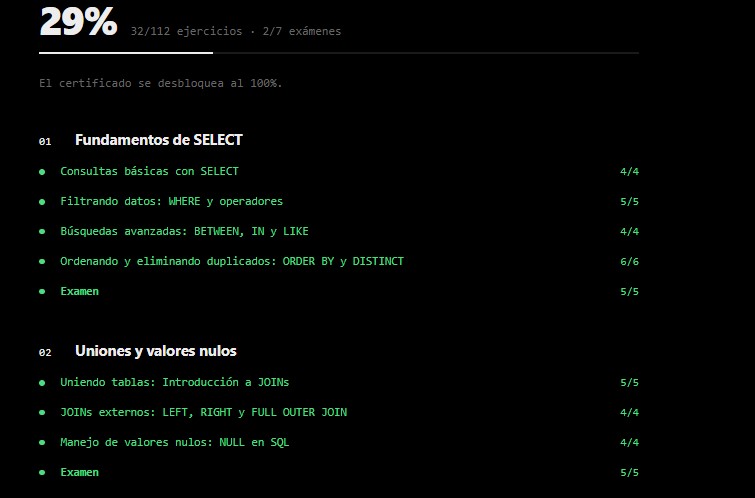 29% 32/112 ejercicios · 2/7 exámenes
El certificado se desbloquea al 100%.
01 Fundamentos de SELECT
Consultas básicas con SELECT 4/4
Filtrando datos: WHERE y operadores 5/5
Búsquedas avanzadas: BETWEEN, IN y LIKE 4/4
Ordenando y eliminando duplicados: ORDER BY y DISTINCT 6/6
Examen 5/5
02 Uniones y valores nulos
Uniendo tablas: Introducción a JOINs 5/5
JOINs externos: LEFT, RIGHT y FULL OUTER JOIN 4/4
Manejo de valores nulos: NULL en SQL 4/4
Examen 5/5